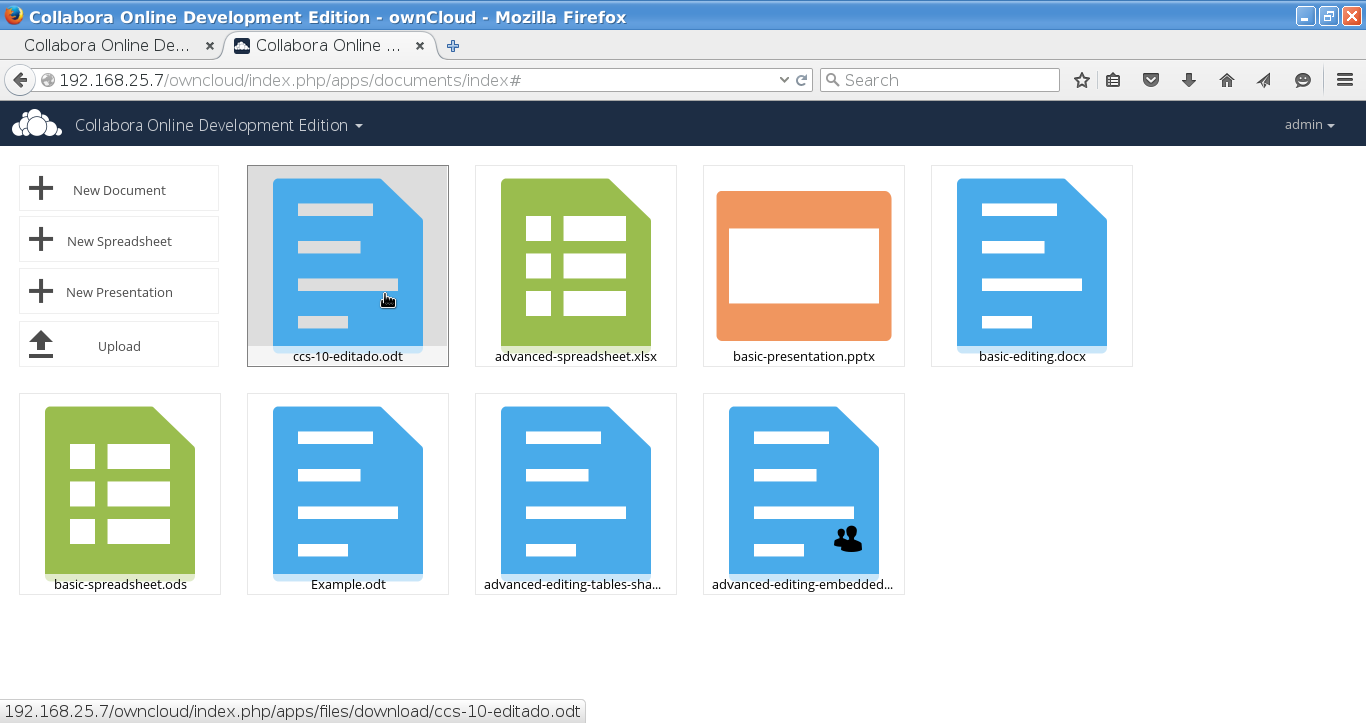 Collabora Online Development Edition - ownCloud - Mozilla Firefox
Collabora Online De...
Collabora Online ...
192.168.25.7/owncloud/index.php/apps/documents/index#
Search
Collabora Online Development Edition
admin
New Document
New Spreadsheet
New Presentation
Upload
ccs-10-editado.odt
advanced-spreadsheet.xlsx
basic-presentation.pptx
basic-editing.docx
basic-spreadsheet.ods
Example.odt
advanced-editing-tables-sha...
advanced-editing-embedded...
192.168.25.7/owncloud/index.php/apps/files/download/ccs-10-editado.odt